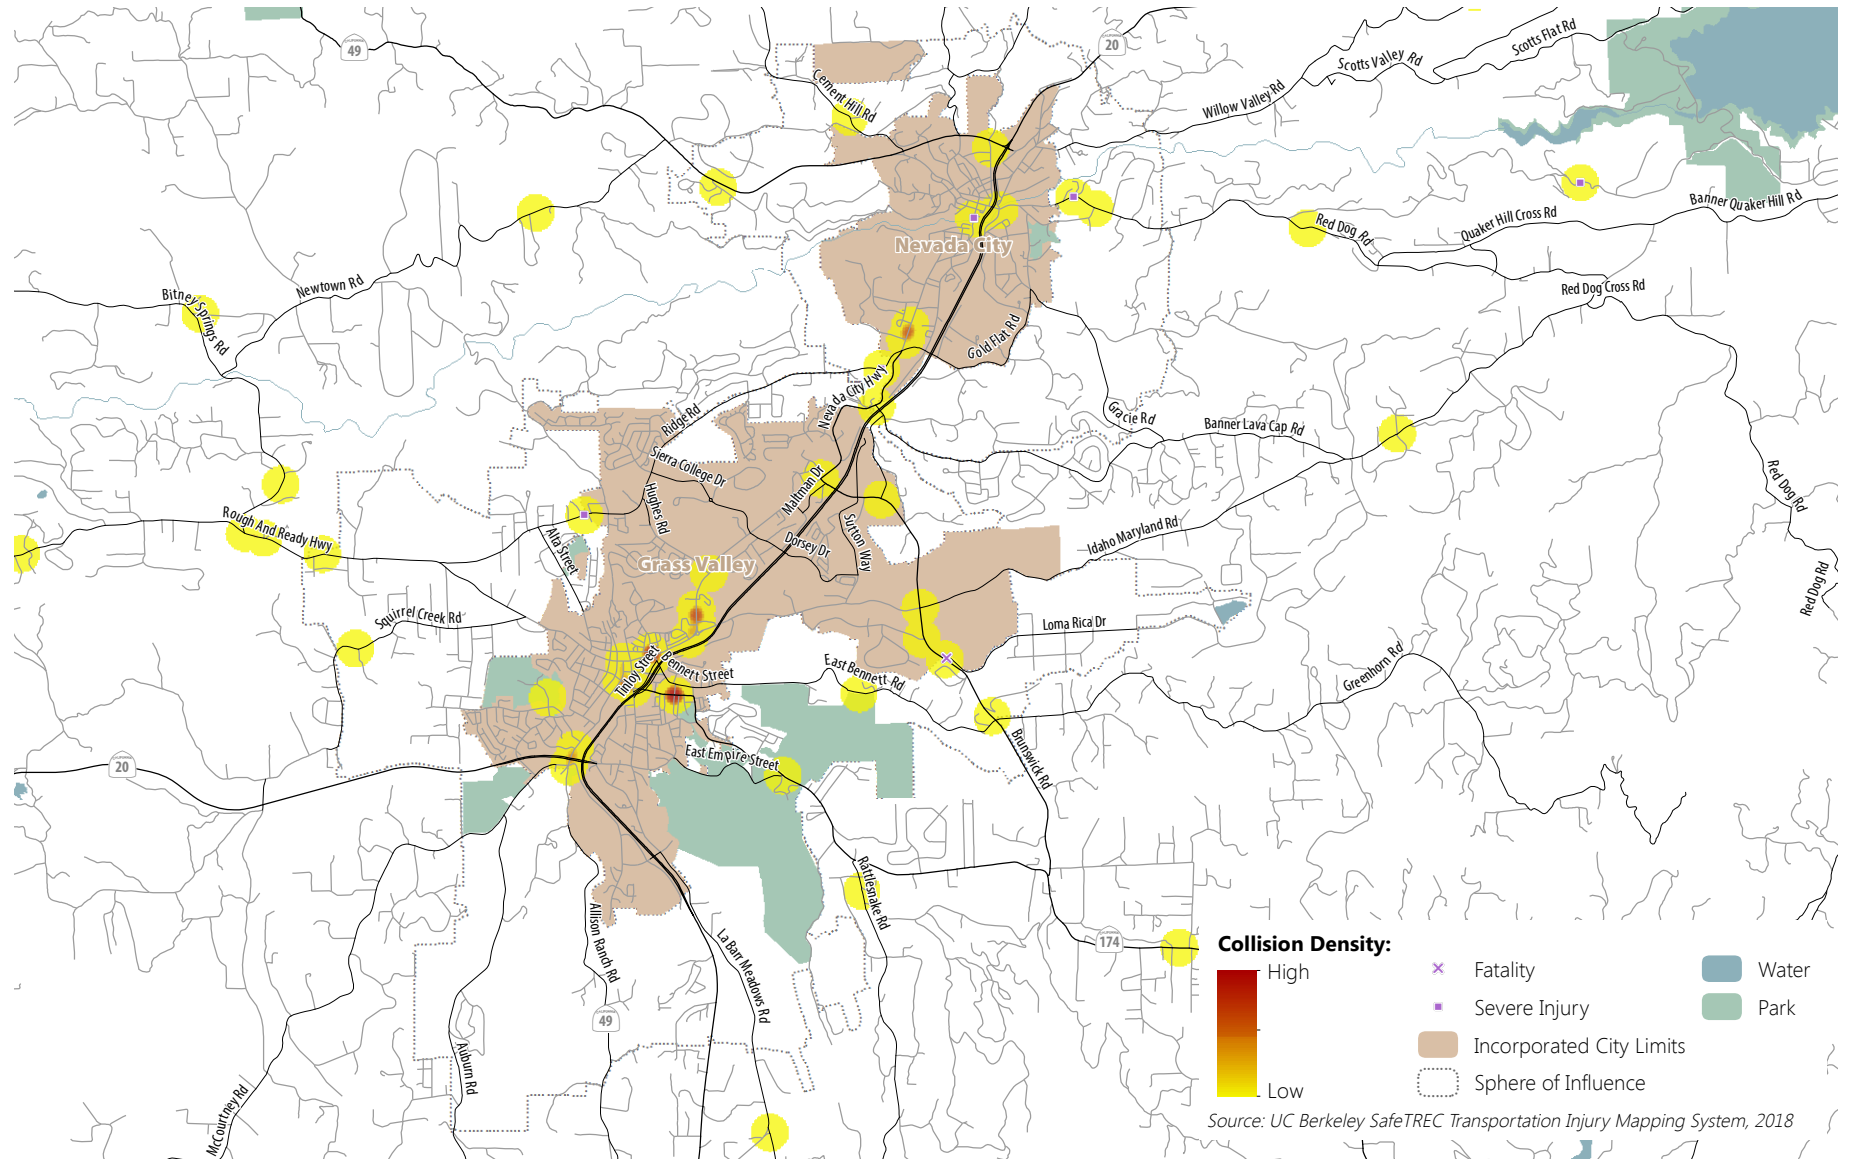 CALIFORNIA
49
CALIFORNIA
20
Scotts Flat Rd
Scotts Valley Rd
Willow Valley Rd
Cement Hill Rd
Banner Quaker Hill Rd
Quaker Hill Cross Rd
Red Dog Rd
Nevada City
Newtown Rd
Bitney Springs Rd
Red Dog Cross Rd
Gold Flat Rd
Nevada City Hwy
Ridge Rd
Gracie Rd
Banner Lava Cap Rd
Sierra College Dr
Maltman Dr
Hughes Rd
Red Dog Rd
Rough And Ready Hwy
Alta Street
Sutton Way
Dorsey Dr
Idaho Maryland Rd
Grass Valley
Red Dog Rd
Squirrel Creek Rd
Loma Rica Dr
Tinloy Street
Bennett Street
East Bennett Rd
Greenhorn Rd
East Empire Street
Brunswick Rd
CALIFORNIA
20
Rattlesnake Rd
Allison Ranch Rd
La Barr Meadows Rd
CALIFORNIA
174
CALIFORNIA
49
Auburn Rd
McCourtney Rd
Collision Density:
High
Low
Fatality
Severe Injury
Incorporated City Limits
Sphere of Influence
Water
Park
Source: UC Berkeley SafeTREC Transportation Injury Mapping System, 2018